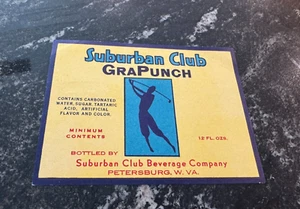 Suburban Club
GRAPUNCH
CONTAINS CARBONATED
WATER, SUGAR, TARTARIC
ACID, ARTIFICIAL
FLAVOR AND COLOR.
MINIMUM
CONTENTS
12 FL. OZS.
BOTTLED BY
Suburban Club Beverage Company
PETERSBURG, W. VA.